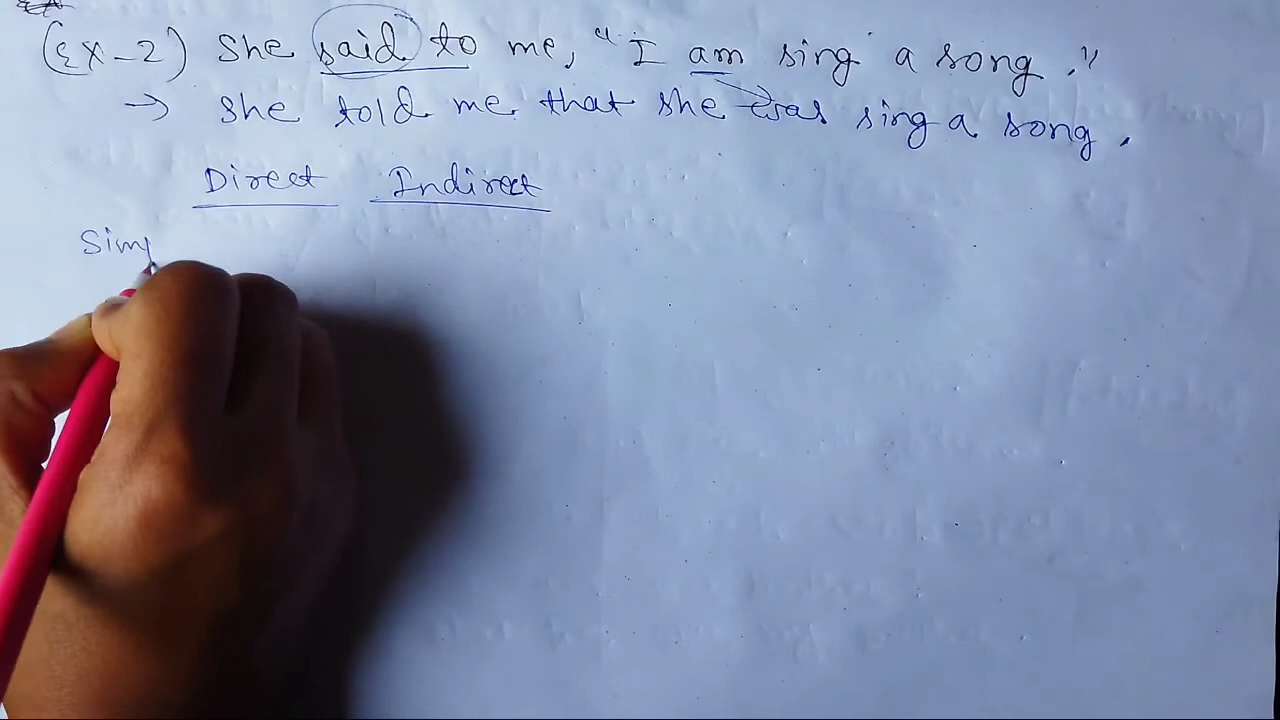 (Ex-2) She said to me, "I am sing a song."
→ She told me that she was sing a song.
Direct Indirect
Simp